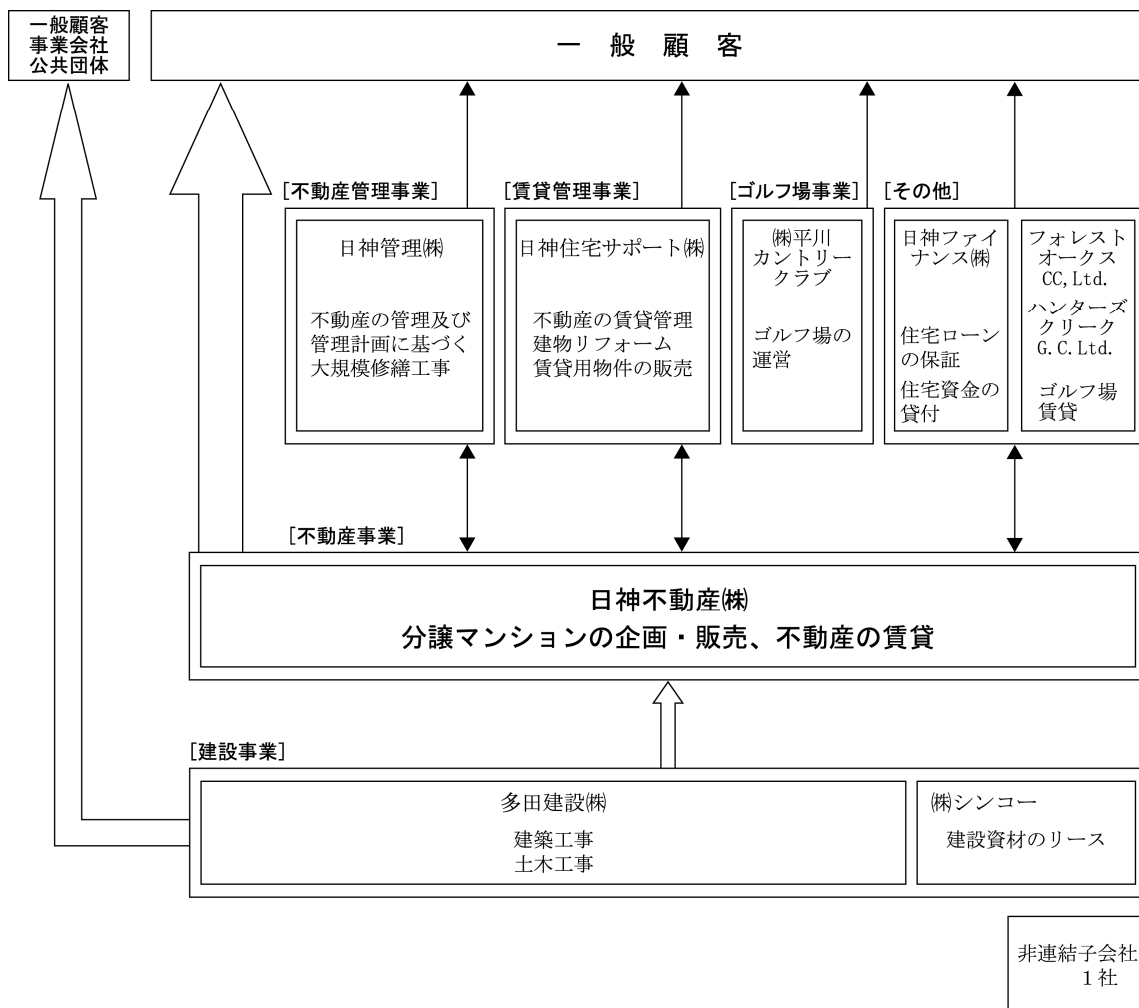 一般顧客
事業会社
公共団体
一 般 顧 客
[不動産管理事業]
日神管理㈱
不動産の管理及び
管理計画に基づく
大規模修繕工事
[賃貸管理事業]
日神住宅サポート㈱
不動産の賃貸管理
建物リフォーム
賃貸用物件の販売
[ゴルフ場事業]
㈱平川
カントリー
クラブ
ゴルフ場の
運営
[その他]
日神ファイ
ナンス㈱
住宅ローン
の保証
住宅資金の
貸付
フォレスト
オークス
CC,Ltd.
ハンターズ
クリーク
G.C.Ltd.
ゴルフ場
賃貸
[不動産事業]
日神不動産㈱
分譲マンションの企画・販売、不動産の賃貸
[建設事業]
多田建設㈱
建築工事
土木工事
㈱シンコー
建設資材のリース
非連結子会社
1社